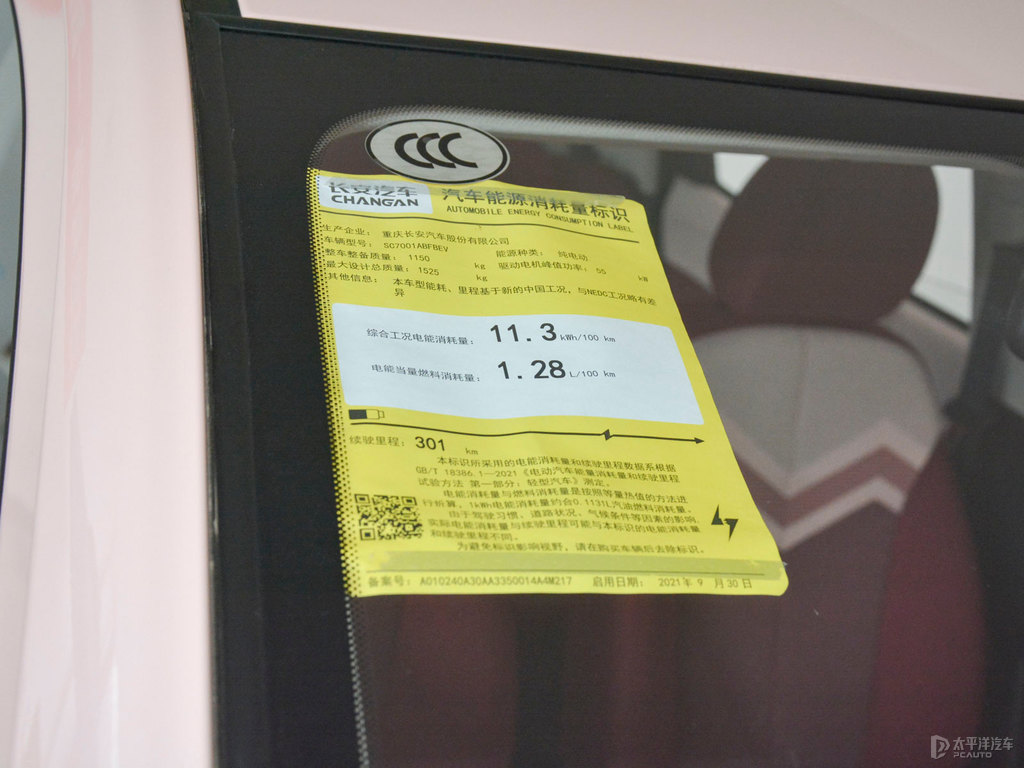 CCC
长安汽车
CHANGAN
汽车能源消耗量标识
AUTOMOBILE ENERGY CONSUMPTION LABEL
生产企业: 重庆长安汽车股份有限公司
车辆型号: SC7001ABFBEV
能源种类: 纯电动
整车整备质量: 1150 kg
驱动电机峰值功率: 55 kW
最大设计总质量: 1525 kg
其他信息: 本车型能耗、里程基于新的中国工况,与NEDC工况略有差
异
综合工况电能消耗量: 11.3 kWh/100 km
电能当量燃料消耗量: 1.28 L/100 km
续驶里程: 301 km
本标识所采用的电能消耗量和续驶里程数据系根据
GB/T 18386.1—2021《电动汽车能量消耗量和续驶里程
试验方法 第一部分:轻型汽车》测定。
电能消耗量与燃料消耗量是按照等量热值的方法进
行折算,1kWh电能消耗量约合0.1131L汽油燃料消耗量。
由于驾驶习惯、道路状况、气候条件等因素的影响,
实际电能消耗量与续驶里程可能与本标识的电能消耗量
和续驶里程不同。
为避免标识影响视野,请在购买车辆后去除标识。
备案号: A010240A30AA3350014A4M217 启用日期: 2021年 9 月30日
太平洋汽车
PCAUTO